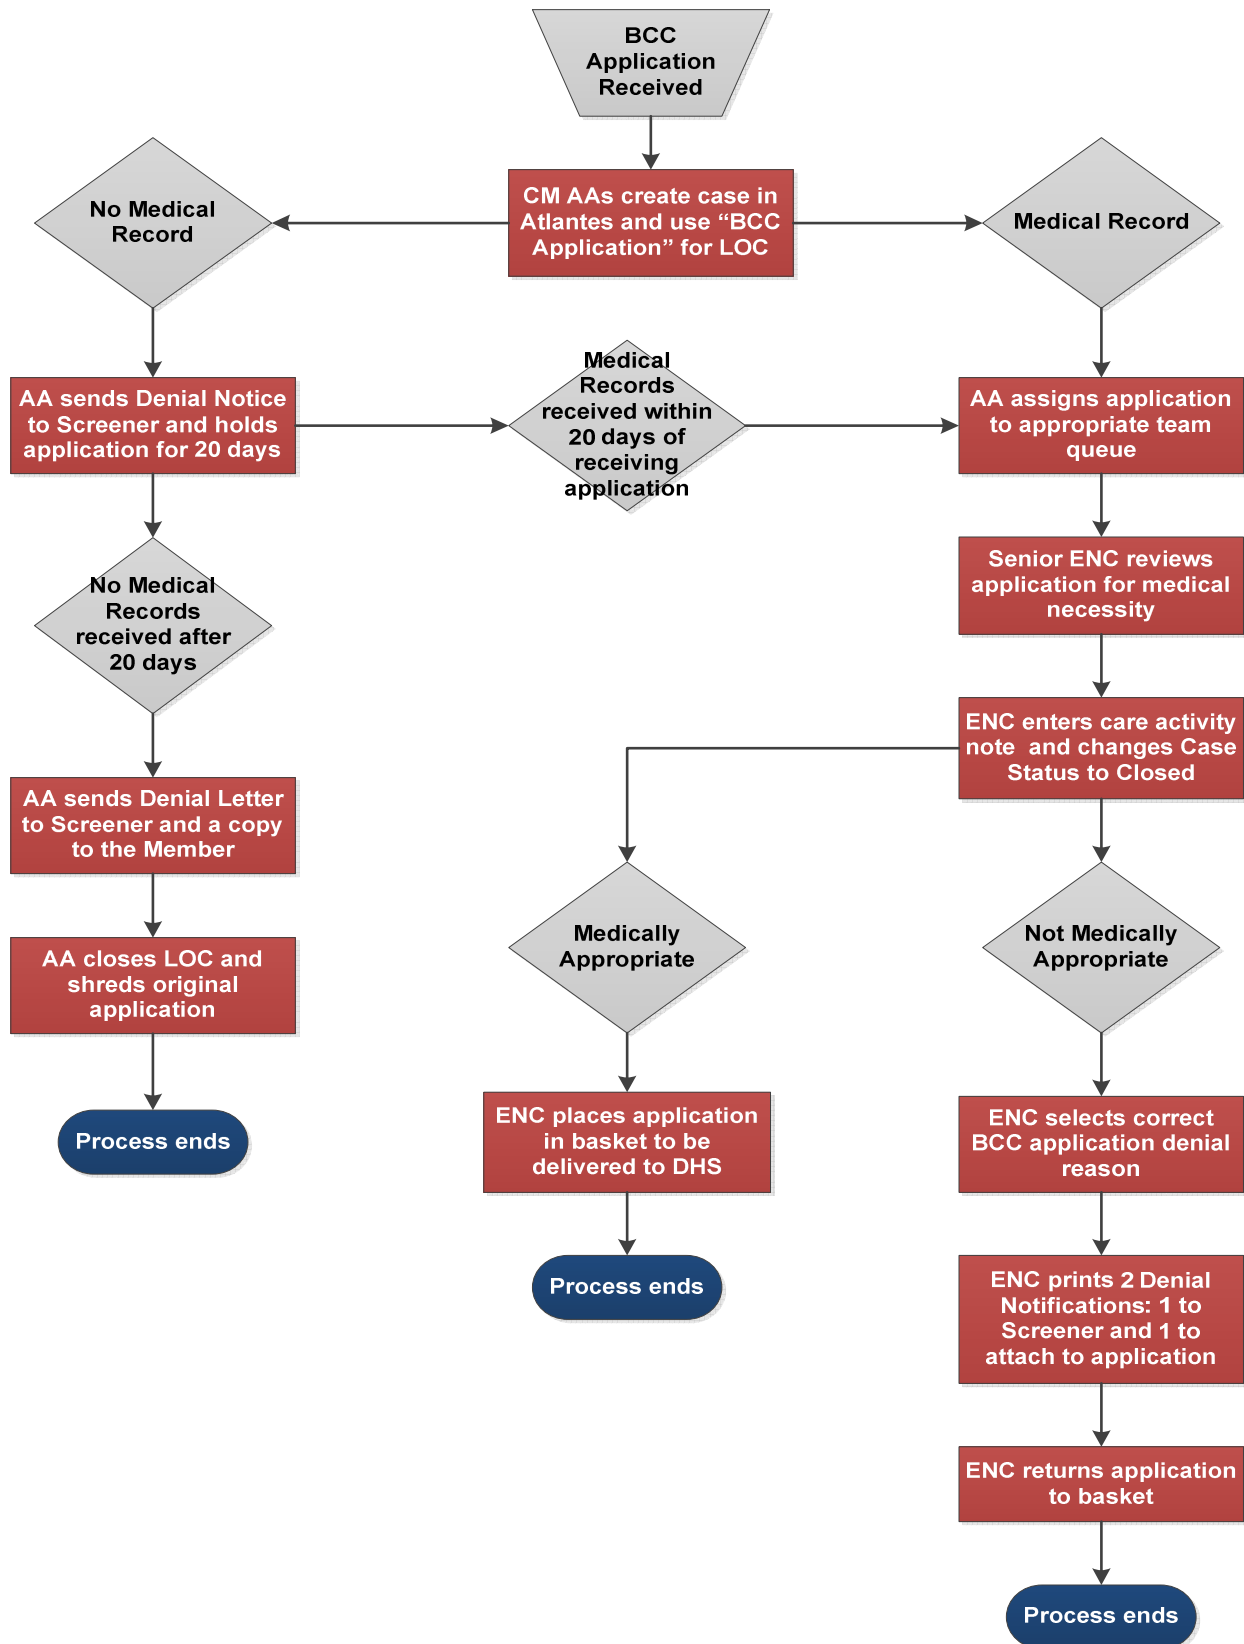 BCC
Application
Received
CM AAs create case in
Atlantes and use “BCC
Application” for LOC
No Medical
Record
Medical Record
AA sends Denial Notice
to Screener and holds
application for 20 days
Medical
Records
received within
20 days of
receiving
application
AA assigns application
to appropriate team
queue
No Medical
Records
received after
20 days
Senior ENC reviews
application for medical
necessity
ENC enters care activity
note and changes Case
Status to Closed
AA sends Denial Letter
to Screener and a copy
to the Member
AA closes LOC and
shreds original
application
Process ends
Medically
Appropriate
Not Medically
Appropriate
ENC places application
in basket to be
delivered to DHS
Process ends
ENC selects correct
BCC application denial
reason
ENC prints 2 Denial
Notifications: 1 to
Screener and 1 to
attach to application
ENC returns application
to basket
Process ends